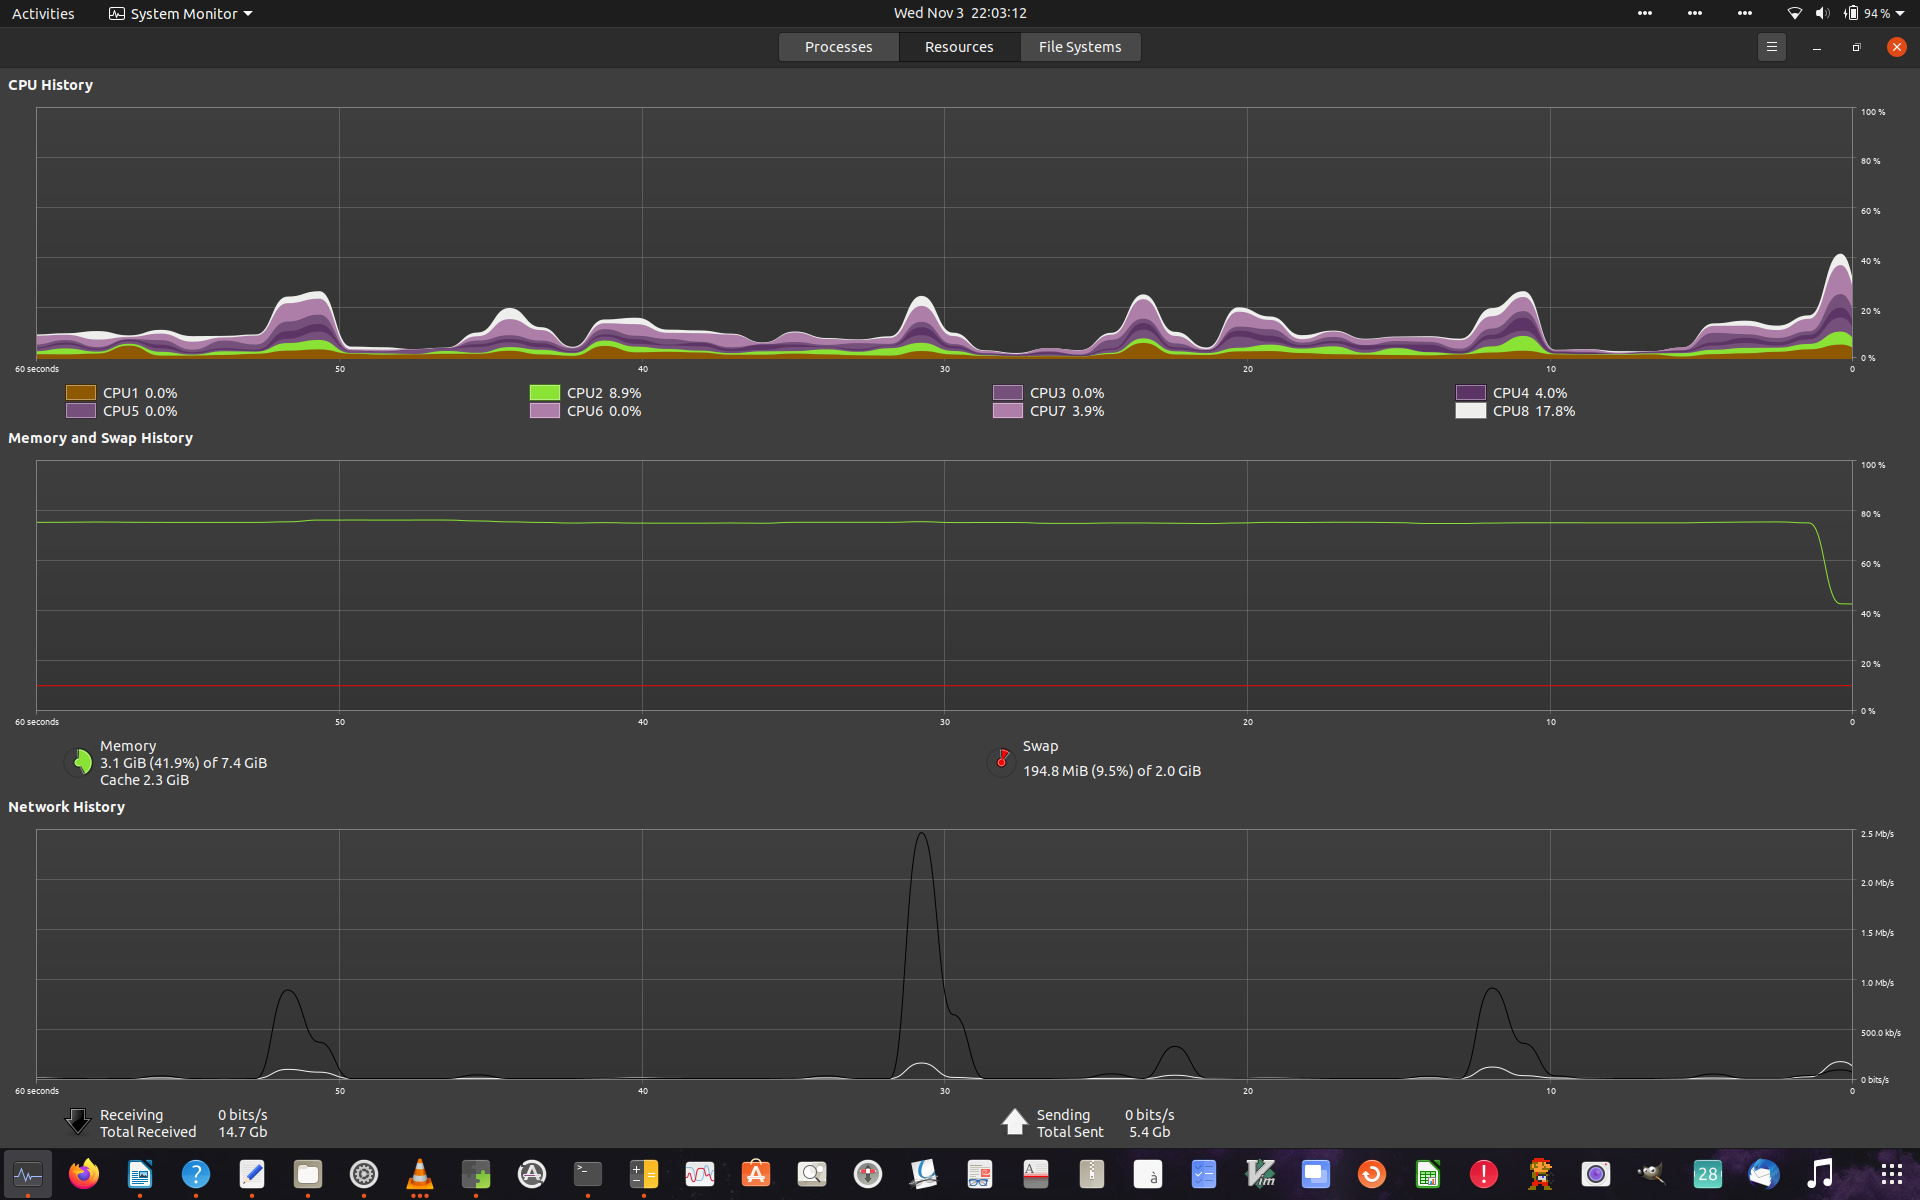 Activities System Monitor Wed Nov 3 22:03:12 94 %
Processes Resources File Systems
CPU History
100 %
80 %
60 %
40 %
20 %
0 %
60 seconds 50 40 30 20 10 0
CPU1 0.0% CPU2 8.9% CPU3 0.0% CPU4 4.0%
CPU5 0.0% CPU6 0.0% CPU7 3.9% CPU8 17.8%
Memory and Swap History
100 %
80 %
60 %
40 %
20 %
0 %
60 seconds 50 40 30 20 10 0
Memory
3.1 GiB (41.9%) of 7.4 GiB
Cache 2.3 GiB
Swap
194.8 MiB (9.5%) of 2.0 GiB
Network History
2.5 Mb/s
2.0 Mb/s
1.5 Mb/s
1.0 Mb/s
500.0 kb/s
0 bits/s
60 seconds 50 40 30 20 10 0
Receiving 0 bits/s
Total Received 14.7 Gb
Sending 0 bits/s
Total Sent 5.4 Gb
? >_ A à Vim ! 28